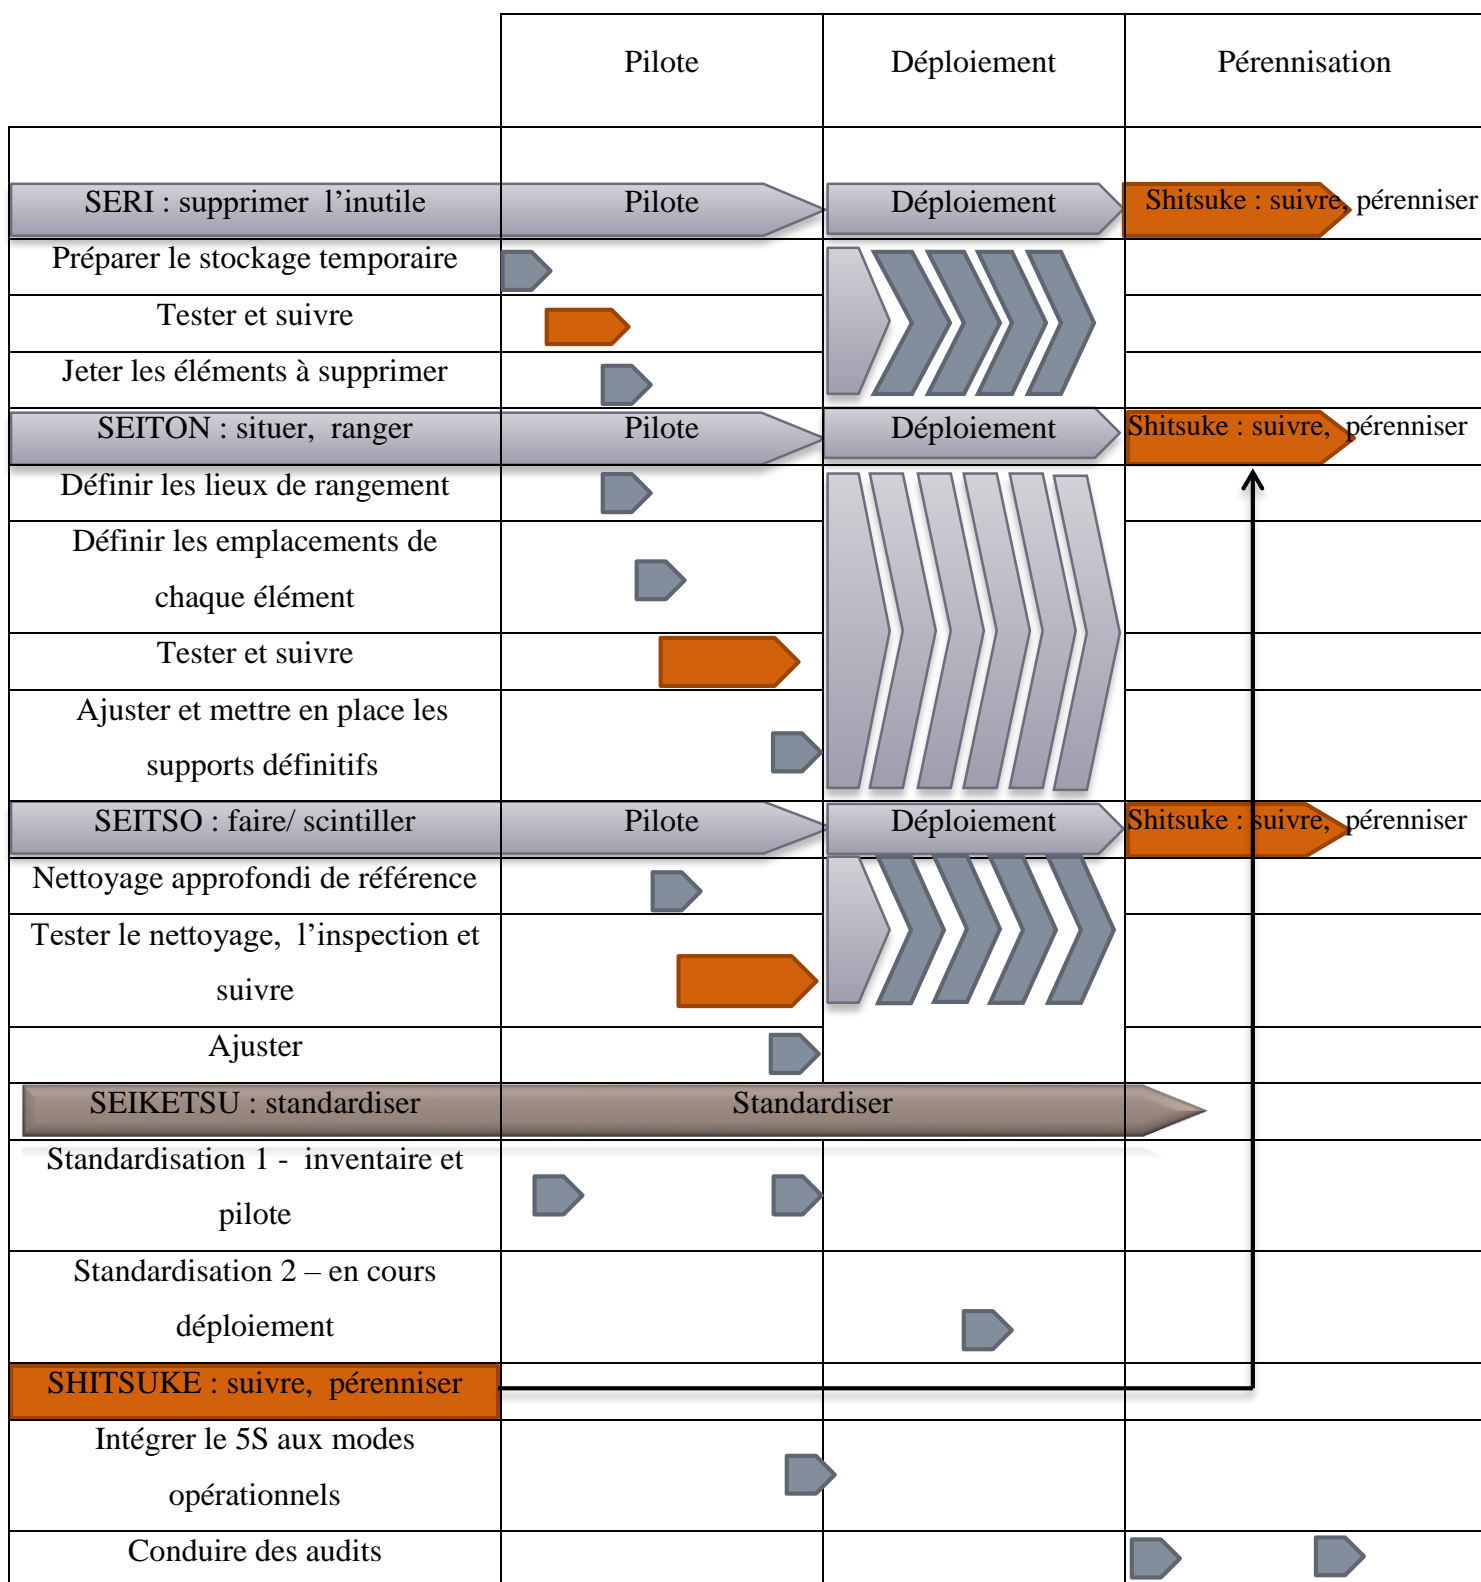 Pilote Déploiement Pérennisation
SERI : supprimer l’inutile Pilote Déploiement Shitsuke : suivre, pérenniser
Préparer le stockage temporaire
Tester et suivre
Jeter les éléments à supprimer
SEITON : situer, ranger Pilote Déploiement Shitsuke : suivre, pérenniser
Définir les lieux de rangement
Définir les emplacements de
chaque élément
Tester et suivre
Ajuster et mettre en place les
supports définitifs
SEITSO : faire/ scintiller Pilote Déploiement Shitsuke : suivre, pérenniser
Nettoyage approfondi de référence
Tester le nettoyage, l’inspection et
suivre
Ajuster
SEIKETSU : standardiser Standardiser
Standardisation 1 - inventaire et
pilote
Standardisation 2 – en cours
déploiement
SHITSUKE : suivre, pérenniser
Intégrer le 5S aux modes
opérationnels
Conduire des audits